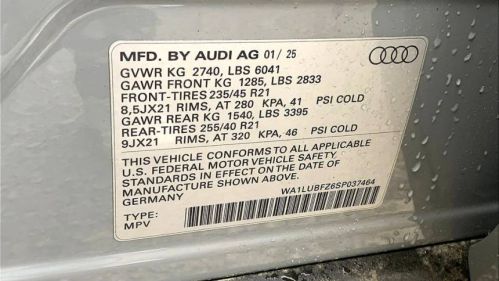 MFD. BY AUDI AG 01/ 25
GVWR KG 2740, LBS 6041
GAWR FRONT KG 1285, LBS 2833
FRONT-TIRES 235/45 R21
8,5JX21 RIMS, AT 280 KPA, 41 PSI COLD
GAWR REAR KG 1540, LBS 3395
REAR-TIRES 255/40 R21
9JX21 RIMS, AT 320 KPA, 46 PSI COLD
THIS VEHICLE CONFORMS TO ALL APPLICABLE
U.S. FEDERAL MOTOR VEHICLE SAFETY,
STANDARDS IN EFFECT ON THE DATE OF
MANUFACTURE SHOWN ABOVE.
GERMANY
WA1LUBFZ6SP037464
TYPE:
MPV